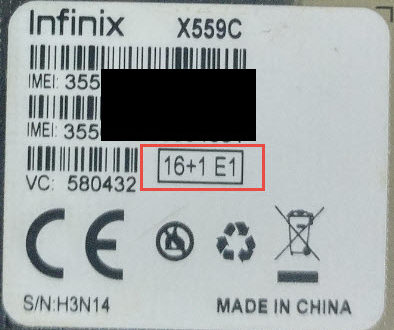 Infinix X559C
IMEI: 355
IMEI: 355
16+1 E1
VC: 580432
CE
S/N:H3N14 MADE IN CHINA